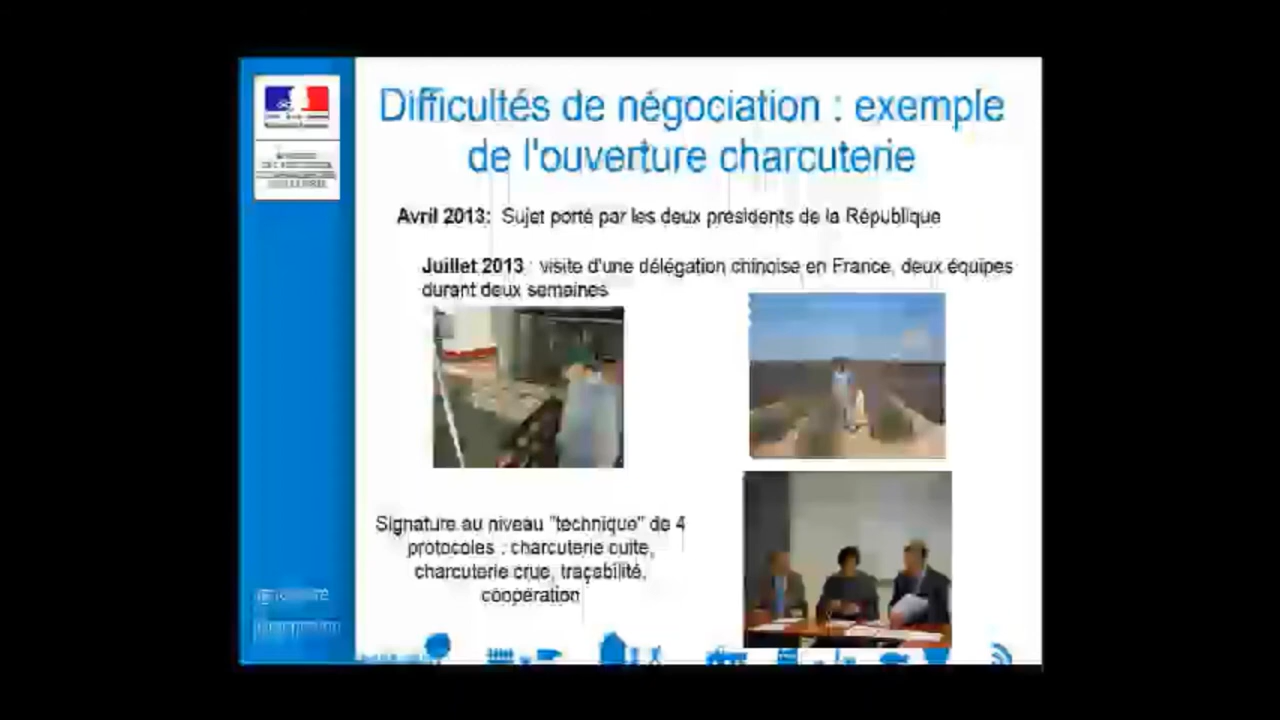 Difficultés de négociation : exemple
de l'ouverture charcuterie
Avril 2013: Sujet porté par les deux présidents de la République
Juillet 2013 : visite d'une délégation chinoise en France, deux équipes
durant deux semaines
Signature au niveau "technique" de 4
protocoles : charcuterie cuite,
charcuterie crue, traçabilité,
coopération